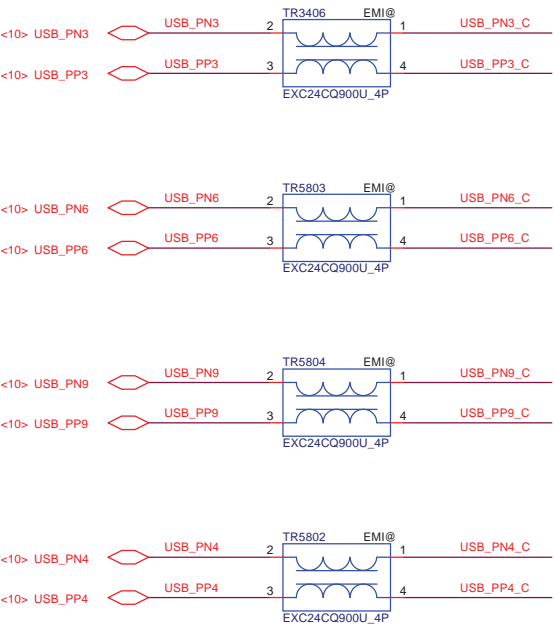 TR3406 EMI@
<10> USB_PN3 USB_PN3 2 1 USB_PN3_C
<10> USB_PP3 USB_PP3 3 4 USB_PP3_C
EXC24CQ900U_4P
TR5803 EMI@
<10> USB_PN6 USB_PN6 2 1 USB_PN6_C
<10> USB_PP6 USB_PP6 3 4 USB_PP6_C
EXC24CQ900U_4P
TR5804 EMI@
<10> USB_PN9 USB_PN9 2 1 USB_PN9_C
<10> USB_PP9 USB_PP9 3 4 USB_PP9_C
EXC24CQ900U_4P
TR5802 EMI@
<10> USB_PN4 USB_PN4 2 1 USB_PN4_C
<10> USB_PP4 USB_PP4 3 4 USB_PP4_C
EXC24CQ900U_4P